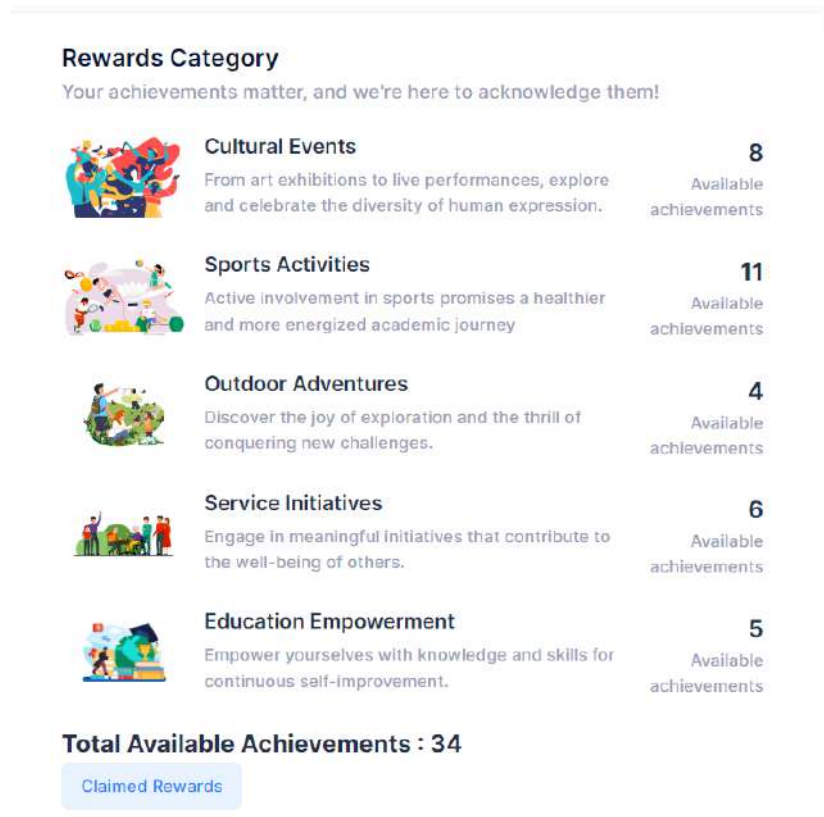 Rewards Category
Your achievements matter, and we're here to acknowledge them!
Cultural Events
From art exhibitions to live performances, explore
and celebrate the diversity of human expression.
8
Available
achievements
Sports Activities
Active involvement in sports promises a healthier
and more energized academic journey
11
Available
achievements
Outdoor Adventures
Discover the joy of exploration and the thrill of
conquering new challenges.
4
Available
achievements
Service Initiatives
Engage in meaningful initiatives that contribute to
the well-being of others.
6
Available
achievements
Education Empowerment
Empower yourselves with knowledge and skills for
continuous self-improvement.
5
Available
achievements
Total Available Achievements : 34
Claimed Rewards